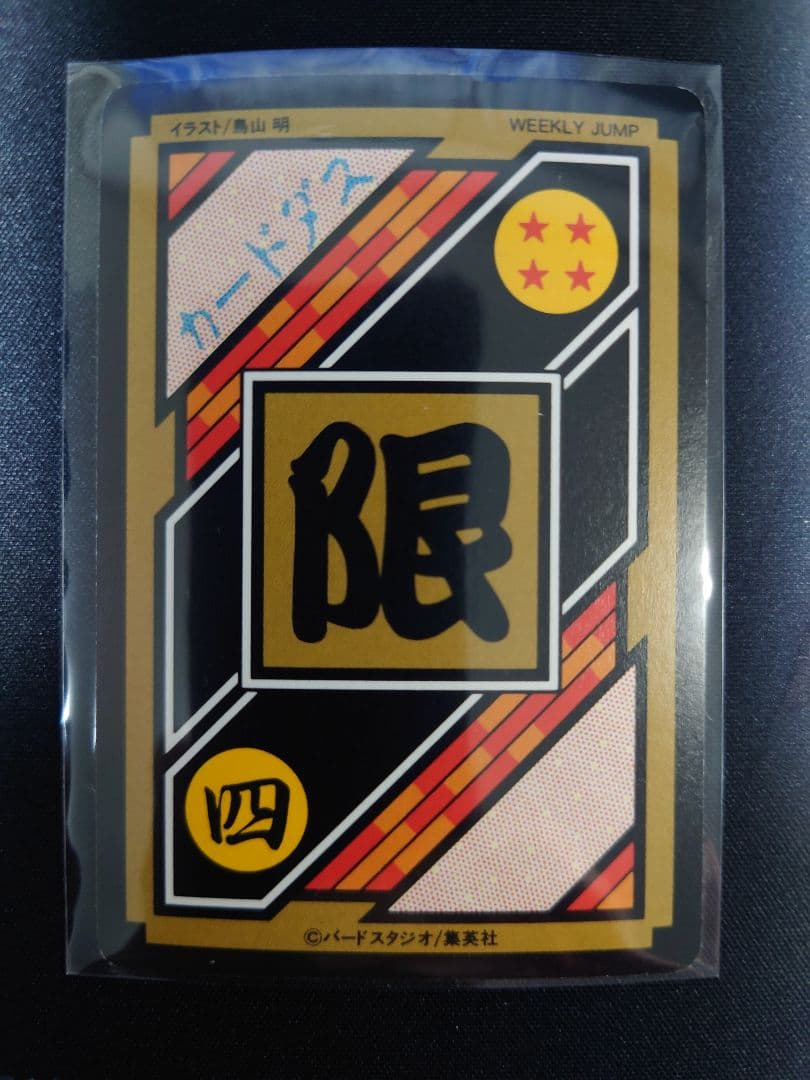 イラスト/鳥山 明
WEEKLY JUMP
カードダス
限
四
©バードスタジオ/集英社